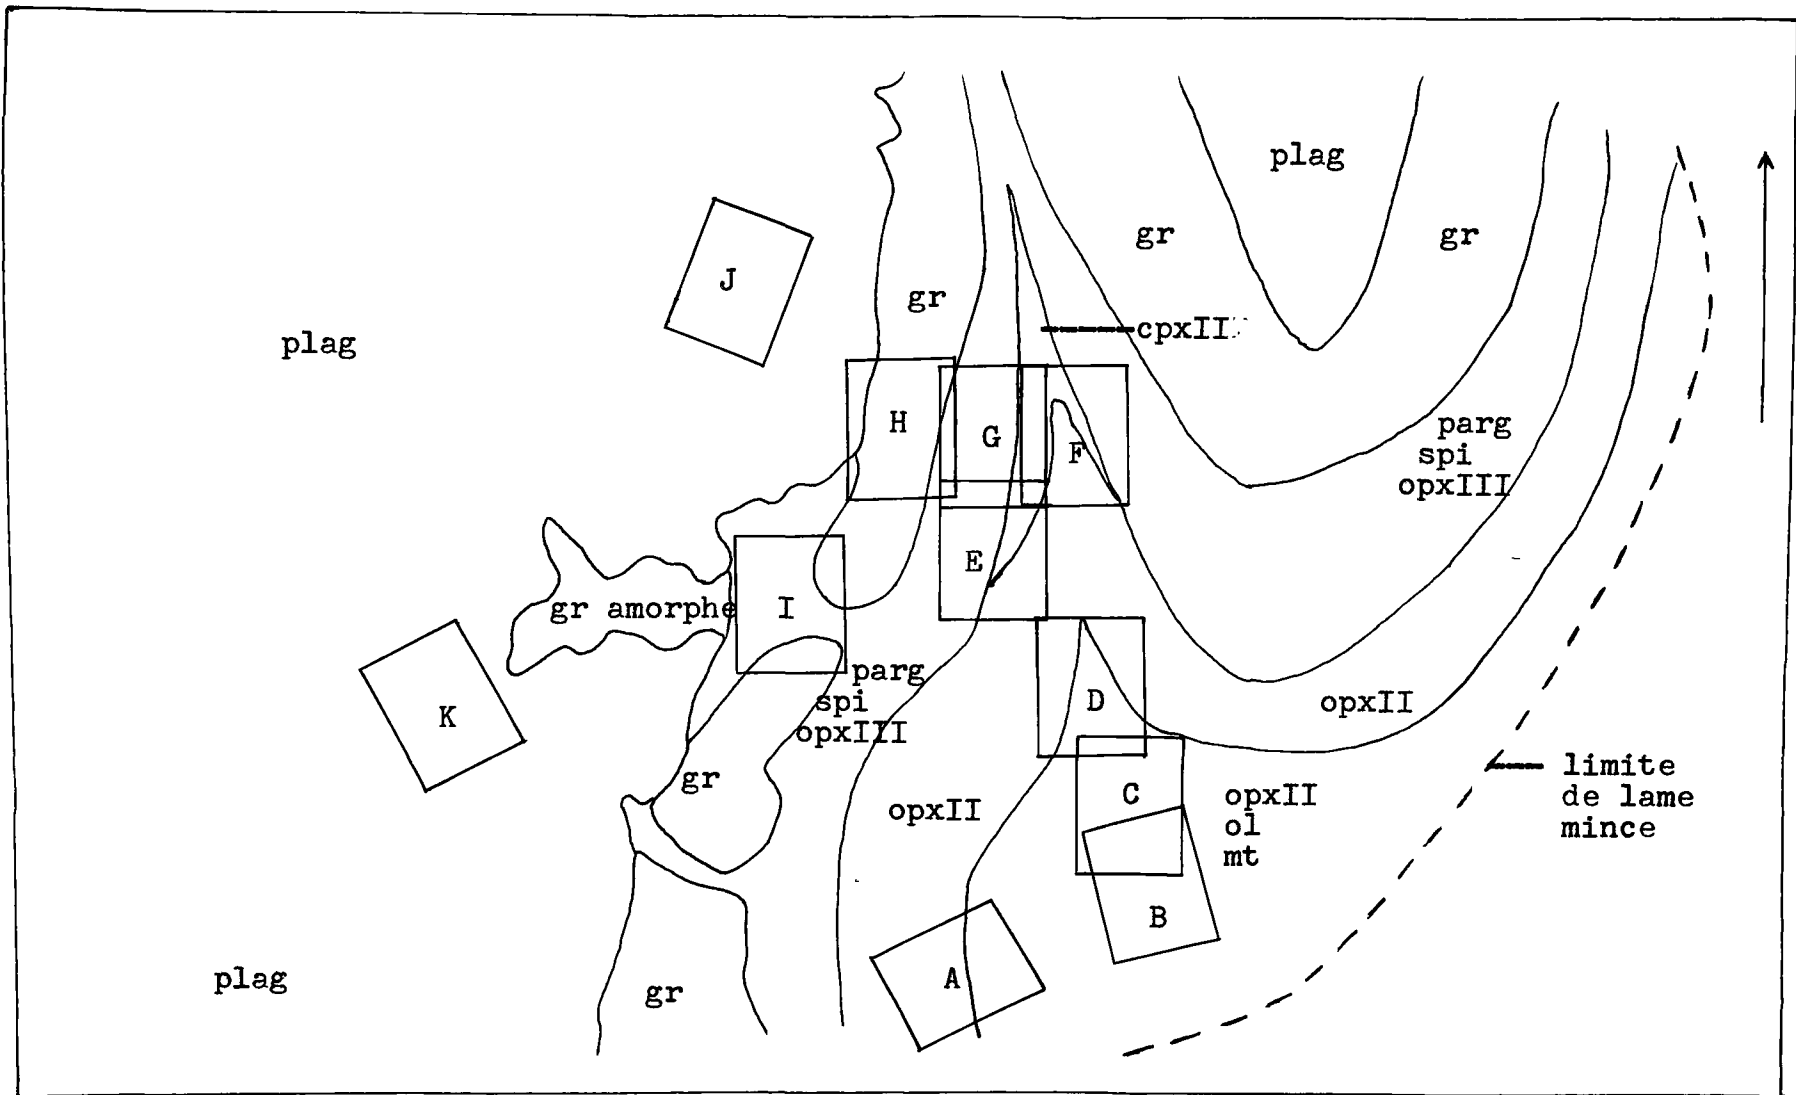 plag
gr
gr
J
gr
cpxII
plag
H
G
F
parg
spi
opxIII
E
gr amorphe
I
parg
spi
opxIII
K
D
opxII
gr
opxII
C
opxII
ol
mt
limite
de lame
mince
B
A
plag
gr